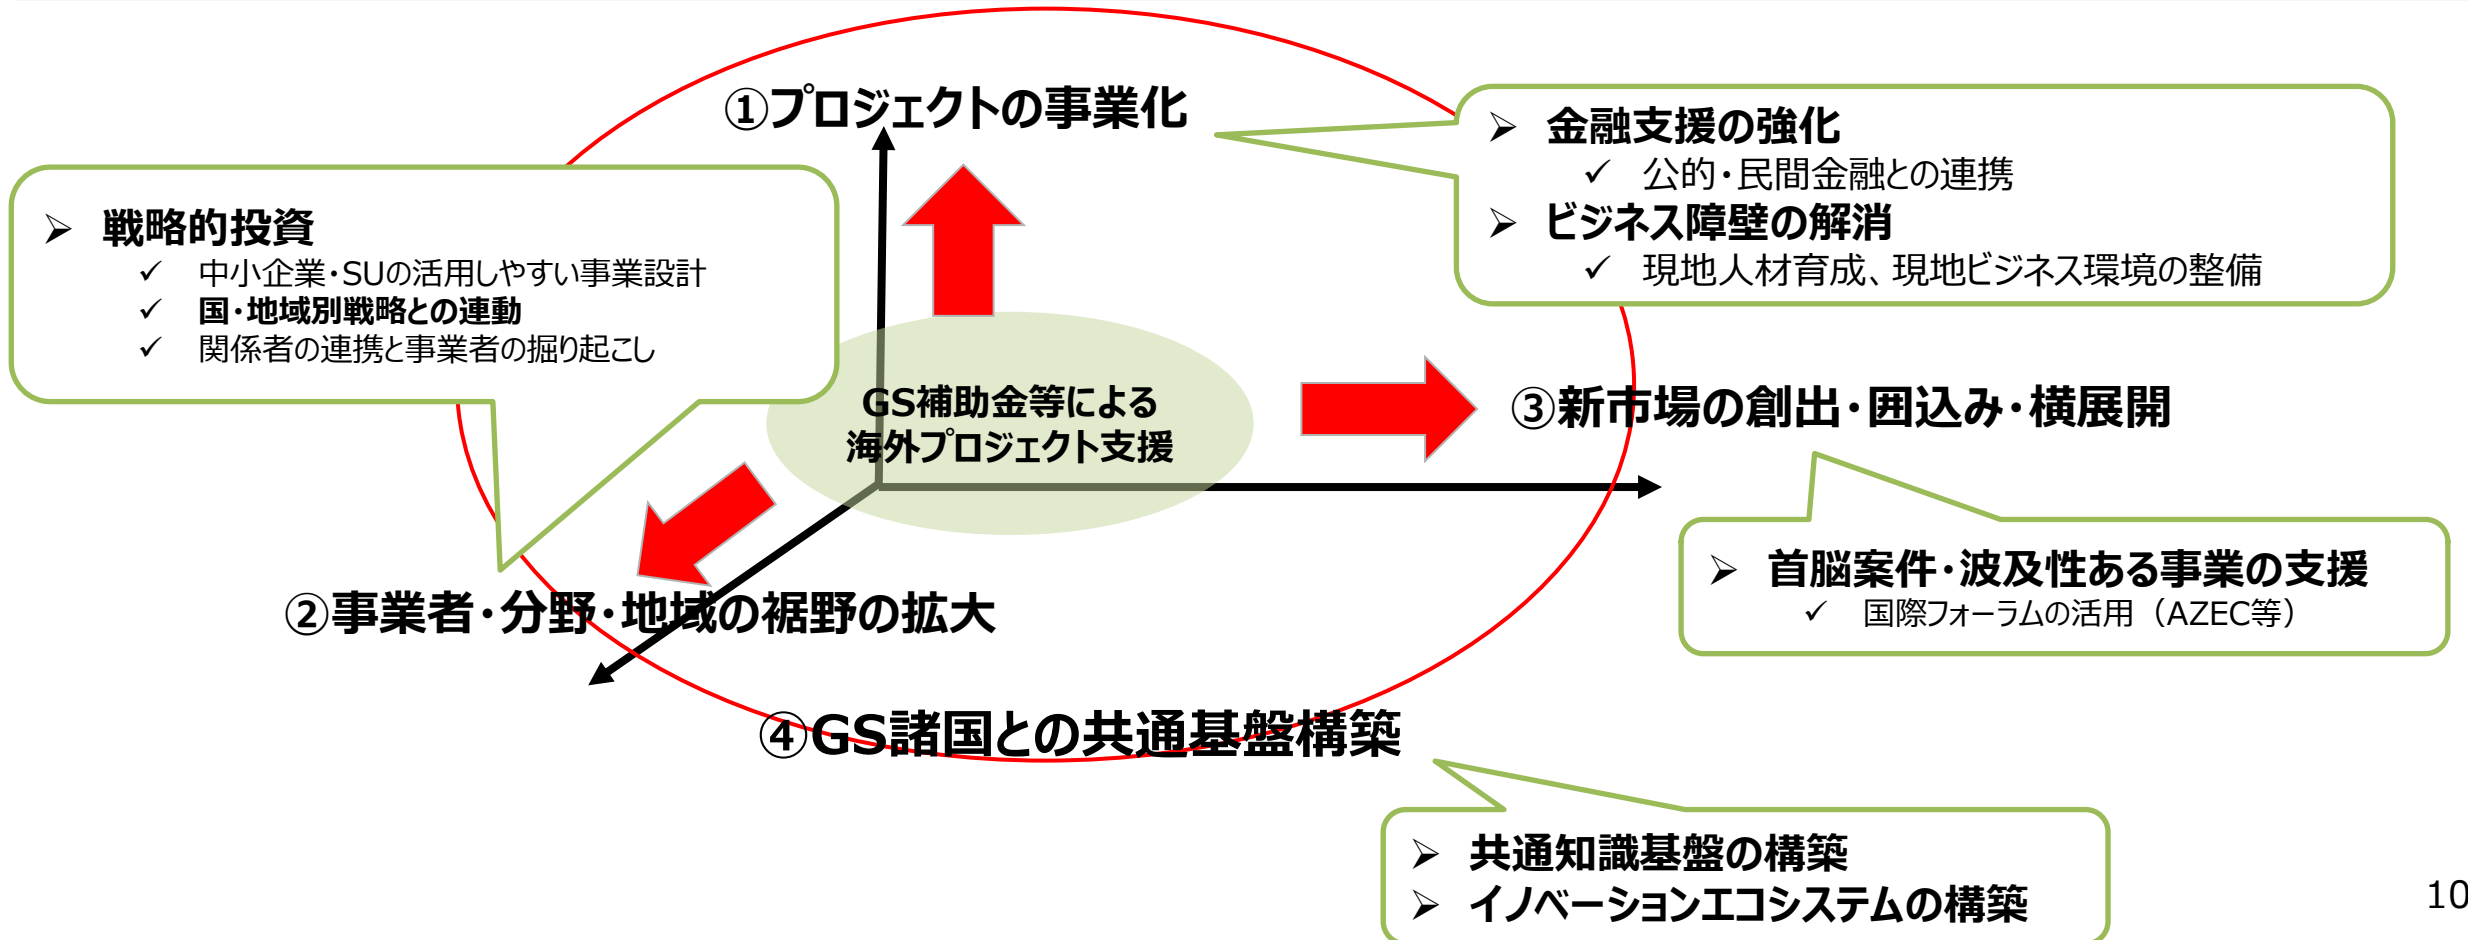 ①プロジェクトの事業化
➢ 金融支援の強化
✓ 公的・民間金融との連携
➢ ビジネス障壁の解消
✓ 現地人材育成、現地ビジネス環境の整備
➢ 戦略的投資
✓ 中小企業・SUの活用しやすい事業設計
✓ 国・地域別戦略との連動
✓ 関係者の連携と事業者の掘り起こし
GS補助金等による
海外プロジェクト支援
③新市場の創出・囲込み・横展開
➢ 首脳案件・波及性ある事業の支援
✓ 国際フォーラムの活用（AZEC等）
②事業者・分野・地域の裾野の拡大
④GS諸国との共通基盤構築
➢ 共通知識基盤の構築
➢ イノベーションエコシステムの構築
10